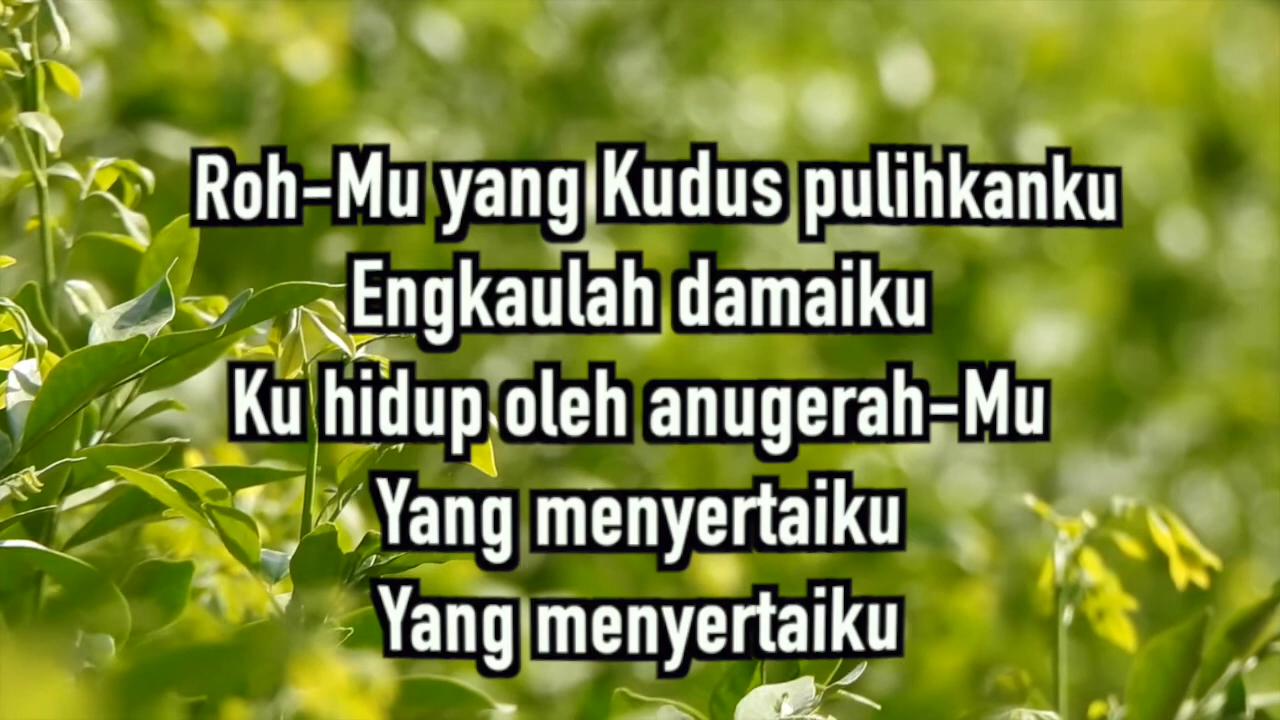 Roh-Mu yang Kudus pulihkanku
Engkaulah damaiku
Ku hidup oleh anugerah-Mu
Yang menyertaiku
Yang menyertaiku